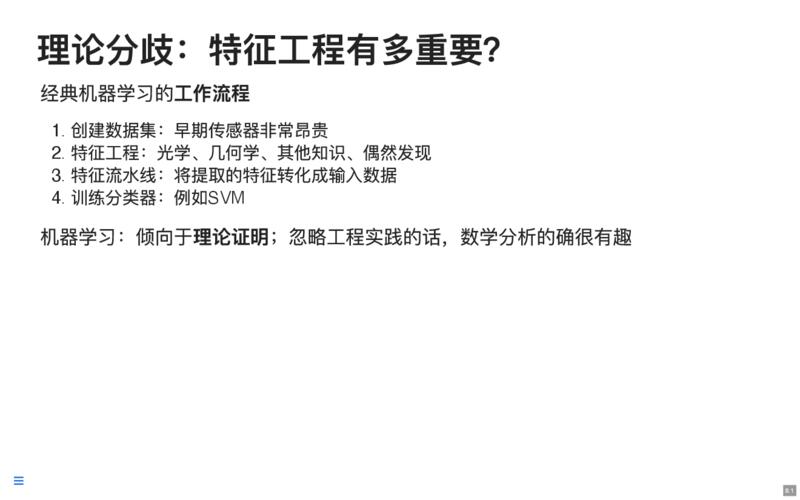 理论分歧：特征工程有多重要？
经典机器学习的工作流程
1. 创建数据集：早期传感器非常昂贵
2. 特征工程：光学、几何学、其他知识、偶然发现
3. 特征流水线：将提取的特征转化成输入数据
4. 训练分类器：例如SVM
机器学习：倾向于理论证明；忽略工程实践的话，数学分析的确很有趣